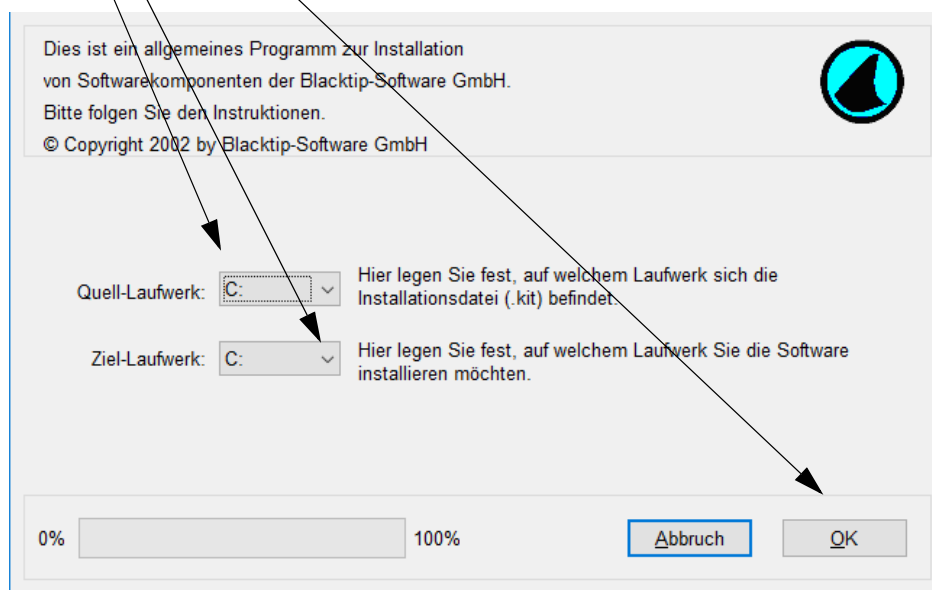 Dies ist ein allgemeines Programm zur Installation
von Softwarekomponenten der Blacktip-Software GmbH.
Bitte folgen Sie den Instruktionen.
© Copyright 2002 by Blacktip-Software GmbH
Quell-Laufwerk: C: Hier legen Sie fest, auf welchem Laufwerk sich die
Installationsdatei (.kit) befindet.
Ziel-Laufwerk: C: Hier legen Sie fest, auf welchem Laufwerk Sie die Software
installieren möchten.
0% 100% Abbruch OK